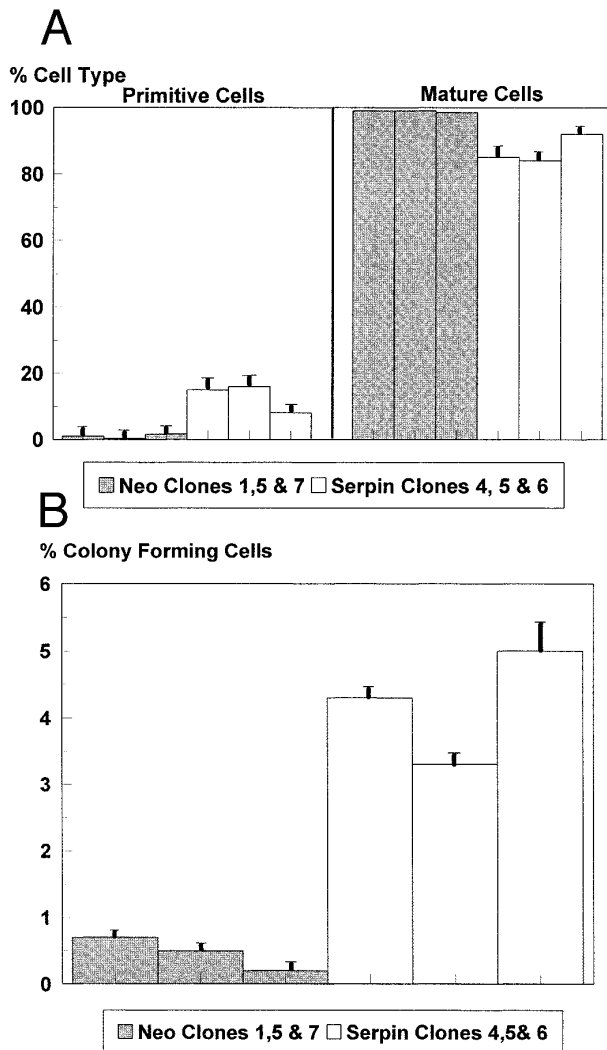 A
% Cell Type
Primitive Cells Mature Cells
100
80
60
40
20
0
Neo Clones 1,5 & 7 Serpin Clones 4, 5 & 6
B
% Colony Forming Cells
6
5
4
3
2
1
0
Neo Clones 1,5 & 7 Serpin Clones 4,5& 6